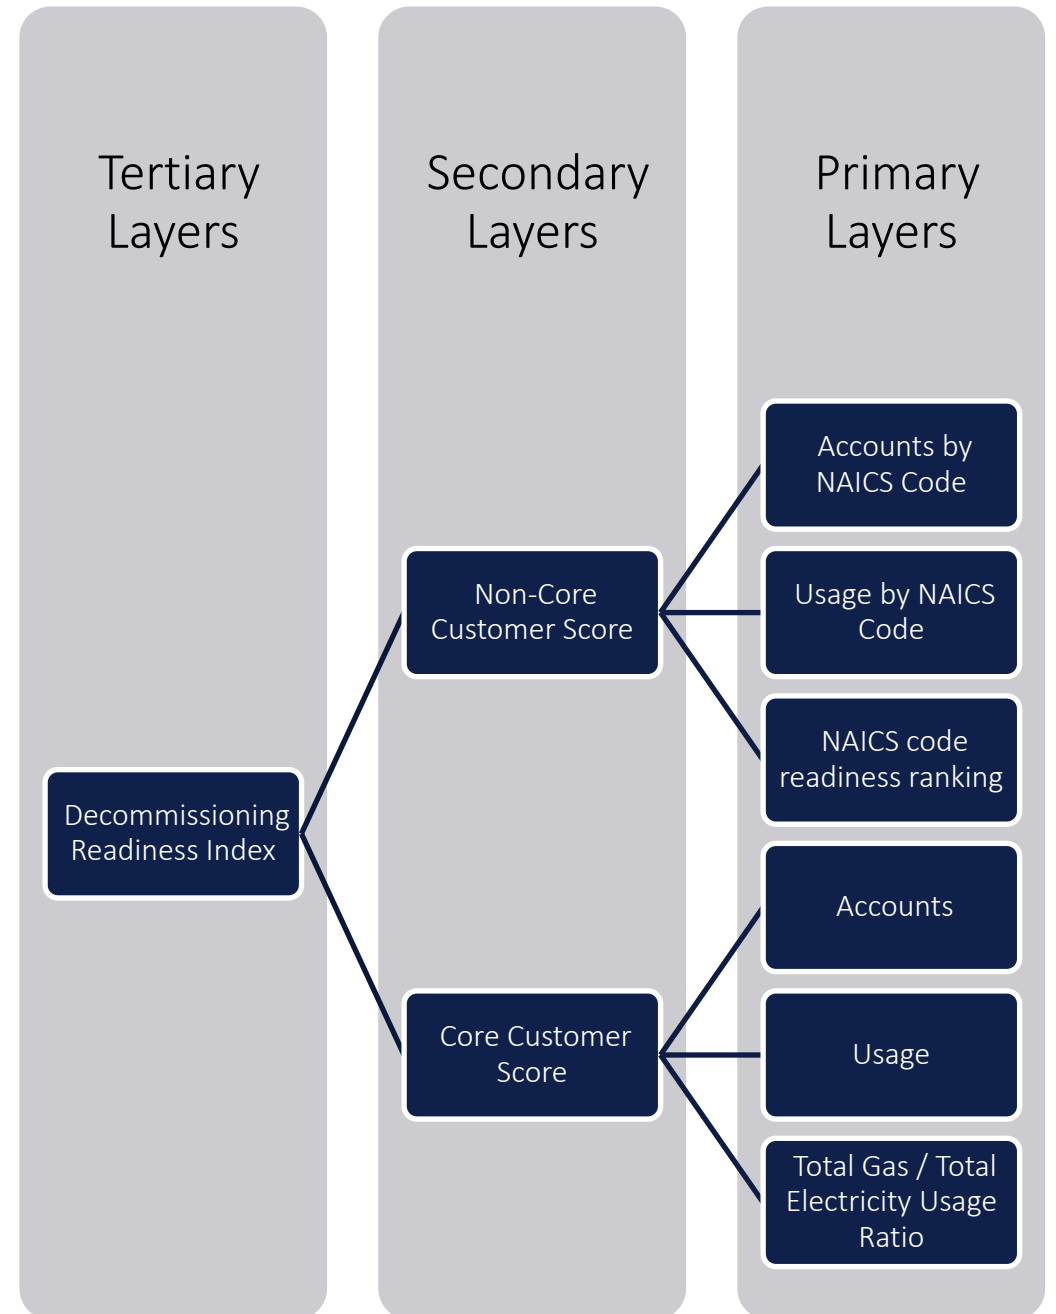 Tertiary
Layers
Secondary
Layers
Primary
Layers
Decommissioning
Readiness Index
Non-Core
Customer Score
Core Customer
Score
Accounts by
NAICS Code
Usage by NAICS
Code
NAICS code
readiness ranking
Accounts
Usage
Total Gas / Total
Electricity Usage
Ratio